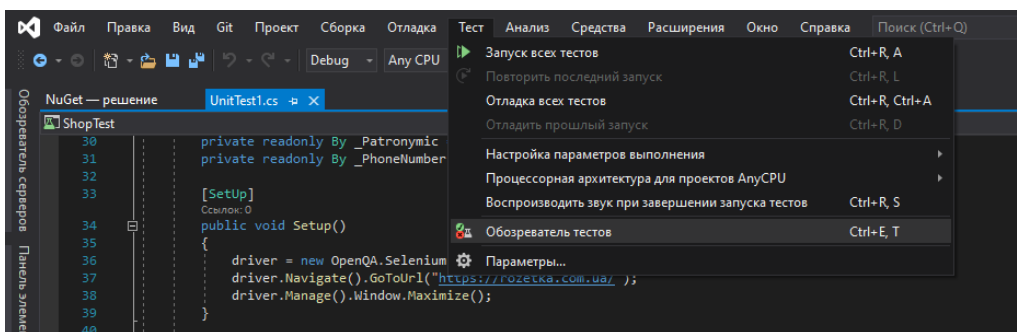 Файл Правка Вид Git Проект Сборка Отладка Тест Анализ Средства Расширения Окно Справка Поиск (Ctrl+Q)
Debug Any CPU
Запуск всех тестов Ctrl+R, A
Повторить последний запуск Ctrl+R, L
Отладка всех тестов Ctrl+R, Ctrl+A
Отладить прошлый запуск Ctrl+R, D
Настройка параметров выполнения
Процессорная архитектура для проектов AnyCPU
Воспроизводить звук при завершении запуска тестов Ctrl+R, S
Обозреватель тестов Ctrl+E, T
Параметры...
Обозреватель серверов
Панель элеме
NuGet — решение UnitTest1.cs
ShopTest
30 private readonly By _Patronymic
31 private readonly By _PhoneNumber
32
33 [SetUp]
Ссылок: 0
34 public void Setup()
35 {
36 driver = new OpenQA.Selenium
37 driver.Navigate().GoToUrl("https://rozetka.com.ua/");
38 driver.Manage().Window.Maximize();
39 }
40